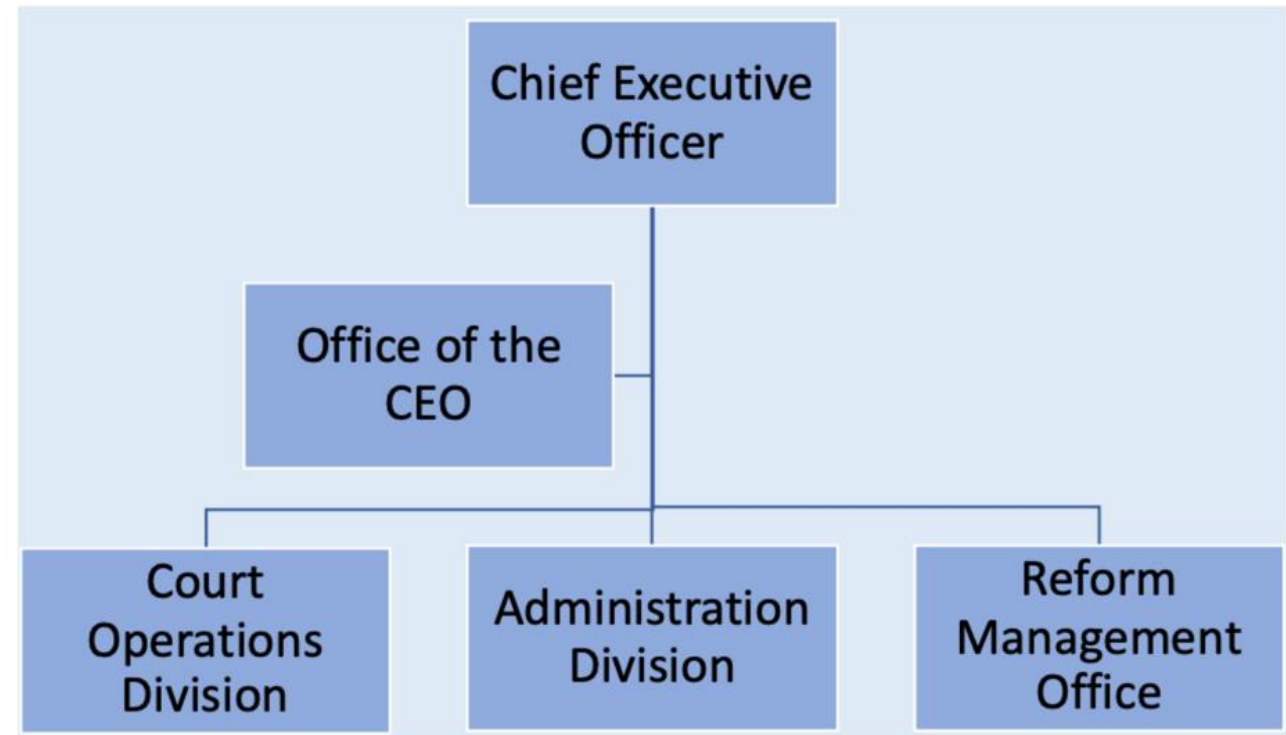 Chief Executive
Officer
Office of the
CEO
Court
Operations
Division
Administration
Division
Reform
Management
Office